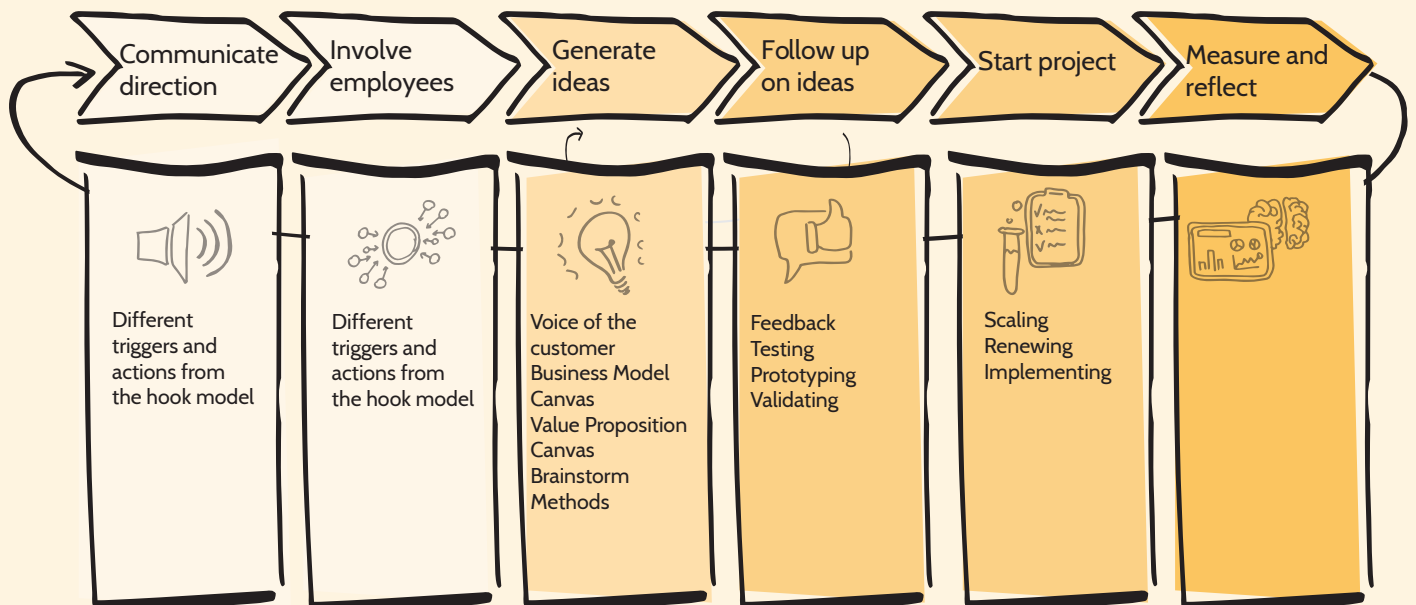 Communicate
direction
Involve
employees
Generate
ideas
Follow up
on ideas
Start project
Measure and
reflect
Different
triggers and
actions from
the hook model
Different
triggers and
actions from
the hook model
Voice of the
customer
Business Model
Canvas
Value Proposition
Canvas
Brainstorm
Methods
Feedback
Testing
Prototyping
Validating
Scaling
Renewing
Implementing